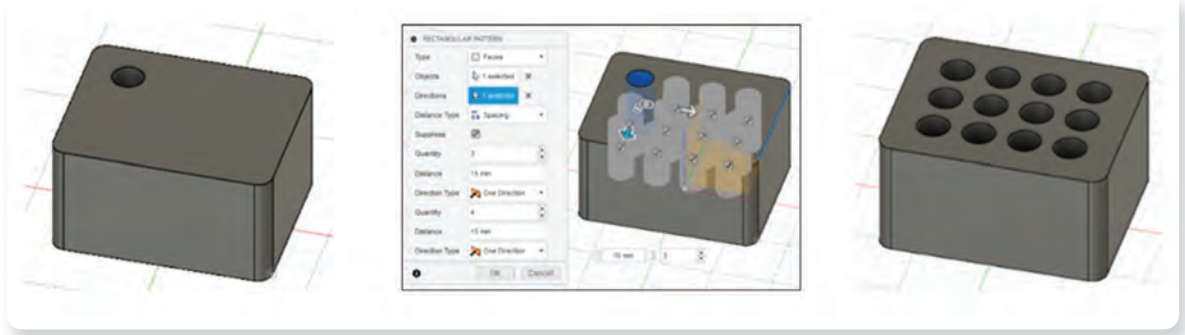 RECTANGULAR PATTERN
Type Faces
Objects 1 selected
Directions 1 selected
Distance Type Spacing
Suppress
Quantity 3
Distance 15 mm
Direction Type One Direction
Quantity 4
Distance 15 mm
Direction Type One Direction
OK Cancel
15 mm 3